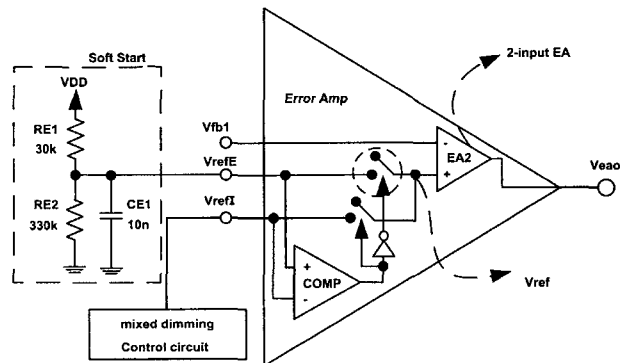 Soft Start
VDD
RE1
30k
RE2
330k
CE1
10n
Vfb1
VrefE
VrefI
Error Amp
2-input EA
-
EA2
+
Veao
+
COMP
-
Vref
mixed dimming
Control circuit